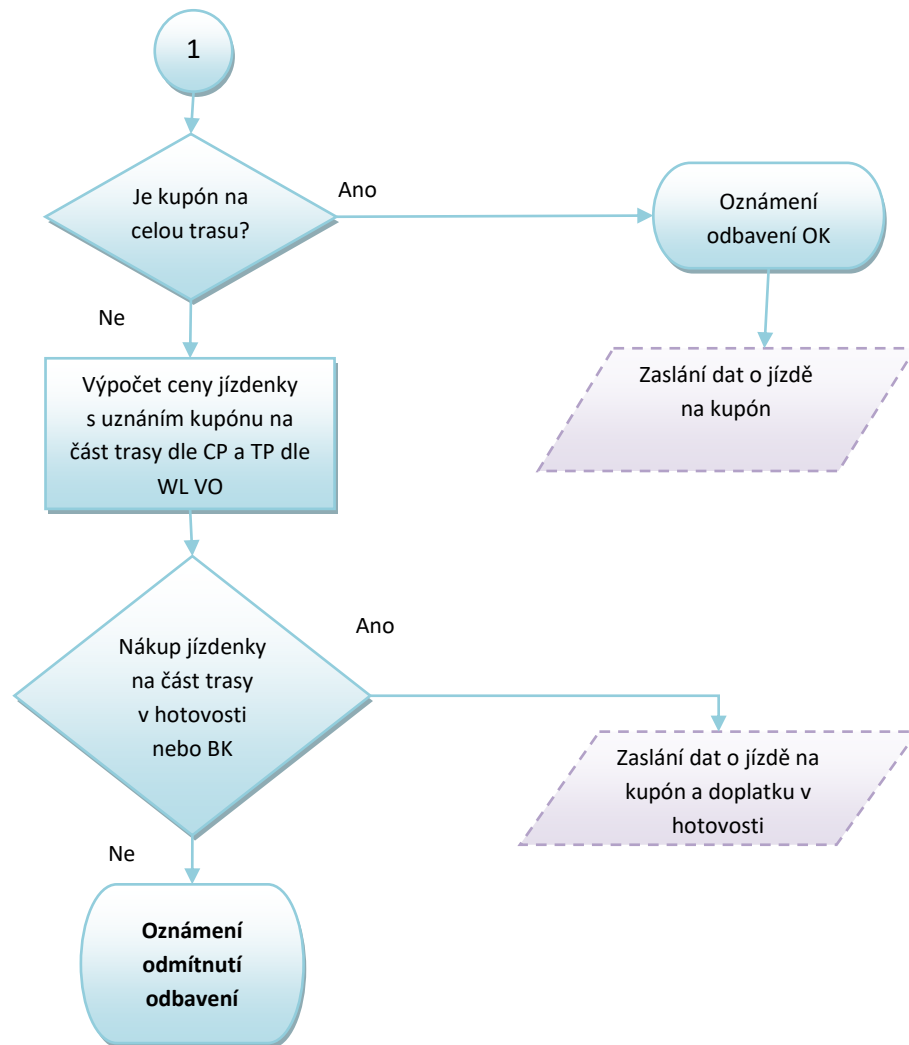 1
Je kupón na
celou trasu?
Ano
Oznámení
odbavení OK
Ne
Zaslání dat o jízdě
na kupón
Výpočet ceny jízdenky
s uznáním kupónu na
část trasy dle CP a TP dle
WL VO
Ano
Nákup jízdenky
na část trasy
v hotovosti
nebo BK
Zaslání dat o jízdě na
kupón a doplatku v
hotovosti
Ne
Oznámení
odmítnutí
odbavení